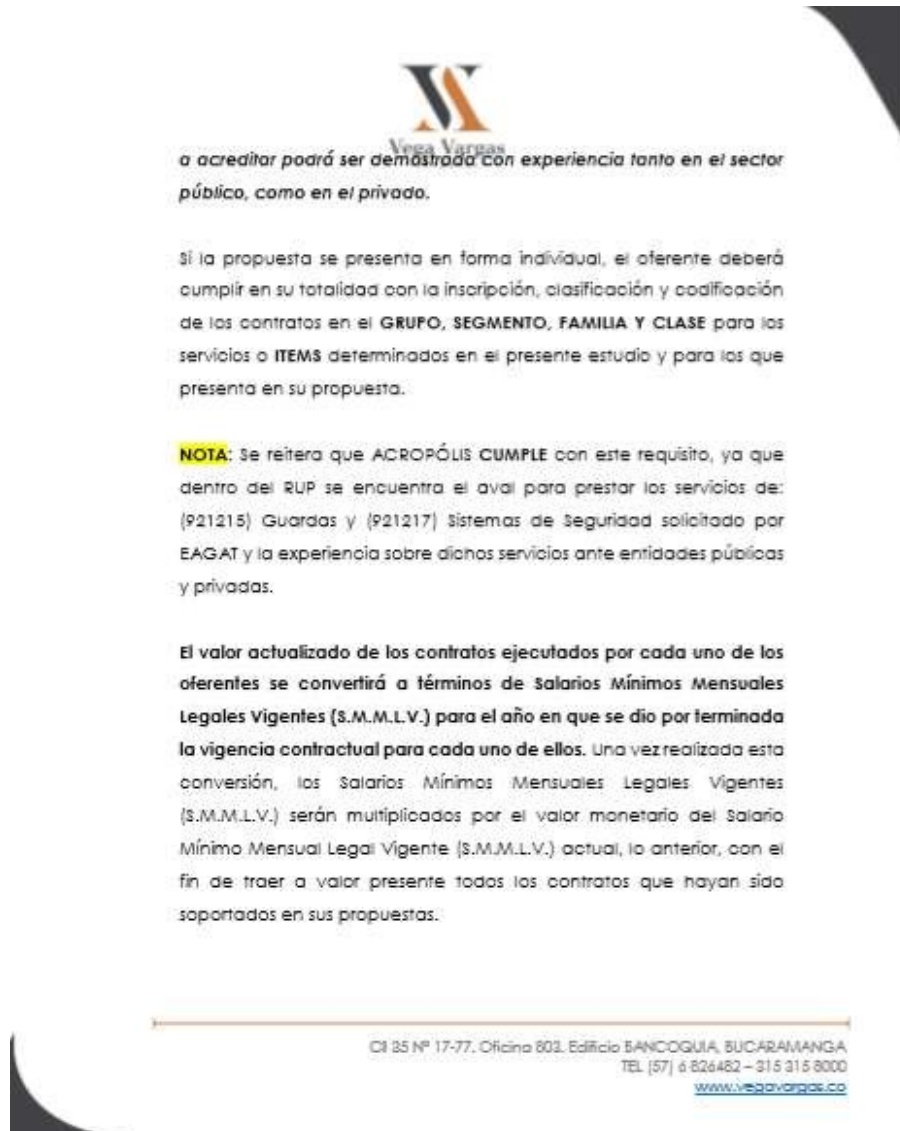 Vega Vargas
a acreditar podrá ser demostrada con experiencia tanto en el sector
público, como en el privado.
Si la propuesta se presenta en forma individual, el oferente deberá
cumplir en su totalidad con la inscripción, clasificación y codificación
de los contratos en el GRUPO, SEGMENTO, FAMILIA Y CLASE para los
servicios o ITEMS determinados en el presente estudio y para los que
presenta en su propuesta.
NOTA: Se reitera que ACROPÓLIS CUMPLE con este requisito, ya que
dentro del RUP se encuentra el aval para prestar los servicios de:
(921215) Guardas y (921217) Sistemas de Seguridad solicitado por
EAGAT y la experiencia sobre dichos servicios ante entidades públicas
y privadas.
El valor actualizado de los contratos ejecutados por cada uno de los
oferentes se convertirá a términos de Salarios Mínimos Mensuales
Legales Vigentes (S.M.M.L.V.) para el año en que se dio por terminada
la vigencia contractual para cada uno de ellos. Una vez realizada esta
conversión, los Salarios Mínimos Mensuales Legales Vigentes
(S.M.M.L.V.) serán multiplicados por el valor monetario del Salario
Mínimo Mensual Legal Vigente (S.M.M.L.V.) actual, lo anterior, con el
fin de traer a valor presente todos los contratos que hayan sido
soportados en sus propuestas.
Cll 35 Nº 17-77. Oficina 803. Edificio BANCOQUIA, BUCARAMANGA
TEL (57) 6 826482 – 315 315 8000
www.vegavargas.co